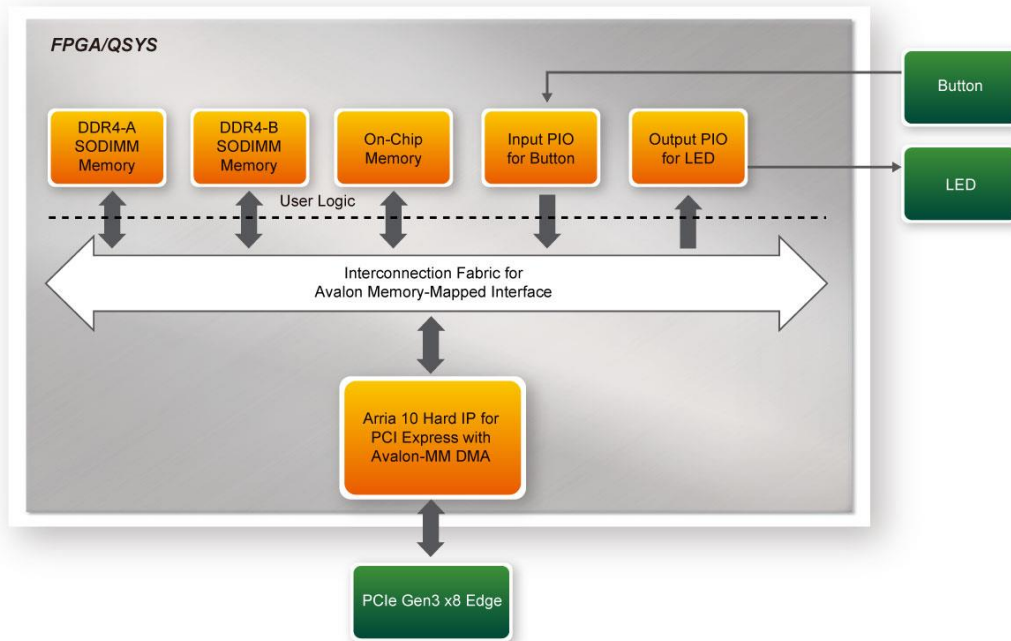 FPGA/QSYS
DDR4-A
SODIMM
Memory
DDR4-B
SODIMM
Memory
On-Chip
Memory
Input PIO
for Button
Output PIO
for LED
Button
LED
User Logic
Interconnection Fabric for
Avalon Memory-Mapped Interface
Arria 10 Hard IP for
PCI Express with
Avalon-MM DMA
PCIe Gen3 x8 Edge